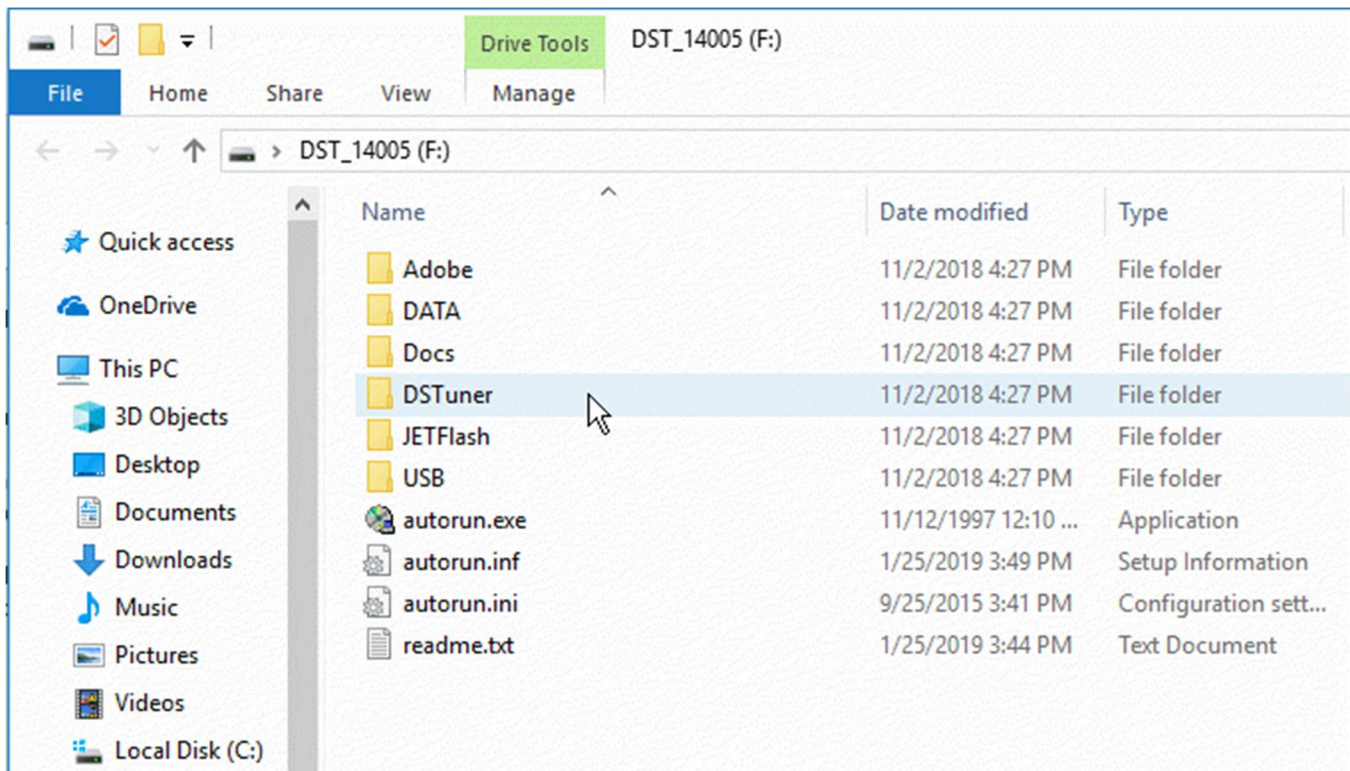 Drive Tools DST_14005 (F:)
File Home Share View Manage
DST_14005 (F:)
Name Date modified Type
Quick access
OneDrive
This PC
3D Objects
Desktop
Documents
Downloads
Music
Pictures
Videos
Local Disk (C:)
Adobe 11/2/2018 4:27 PM File folder
DATA 11/2/2018 4:27 PM File folder
Docs 11/2/2018 4:27 PM File folder
DSTuner 11/2/2018 4:27 PM File folder
JETFlash 11/2/2018 4:27 PM File folder
USB 11/2/2018 4:27 PM File folder
autorun.exe 11/12/1997 12:10 ... Application
autorun.inf 1/25/2019 3:49 PM Setup Information
autorun.ini 9/25/2015 3:41 PM Configuration sett...
readme.txt 1/25/2019 3:44 PM Text Document